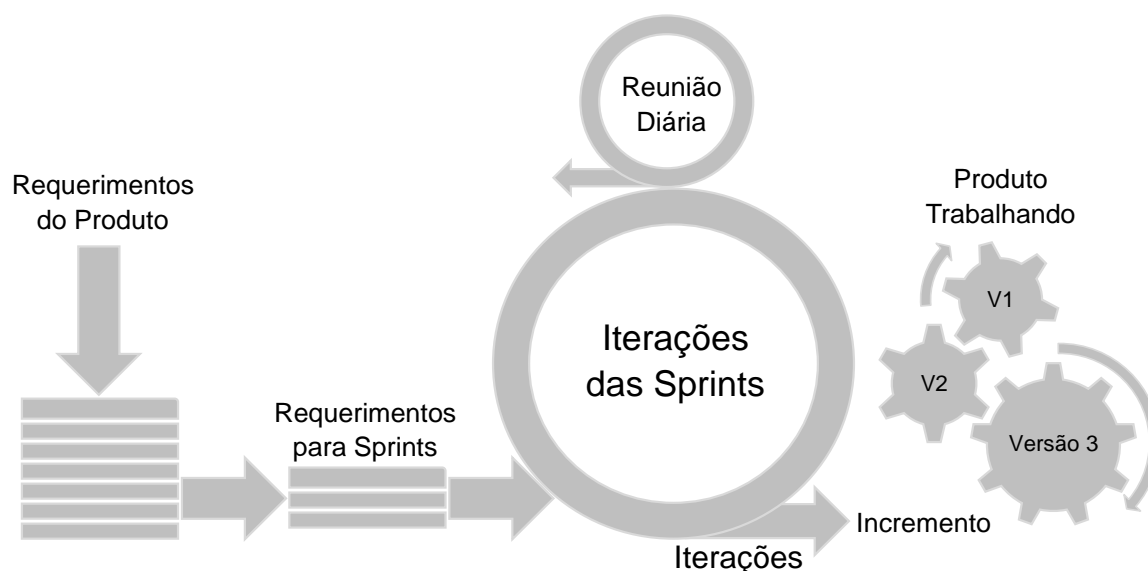 Reunião
Diária
Requerimentos
do Produto
Produto
Trabalhando
V1
Iterações
das Sprints
V2
Requerimentos
para Sprints
Versão 3
Incremento
Iterações